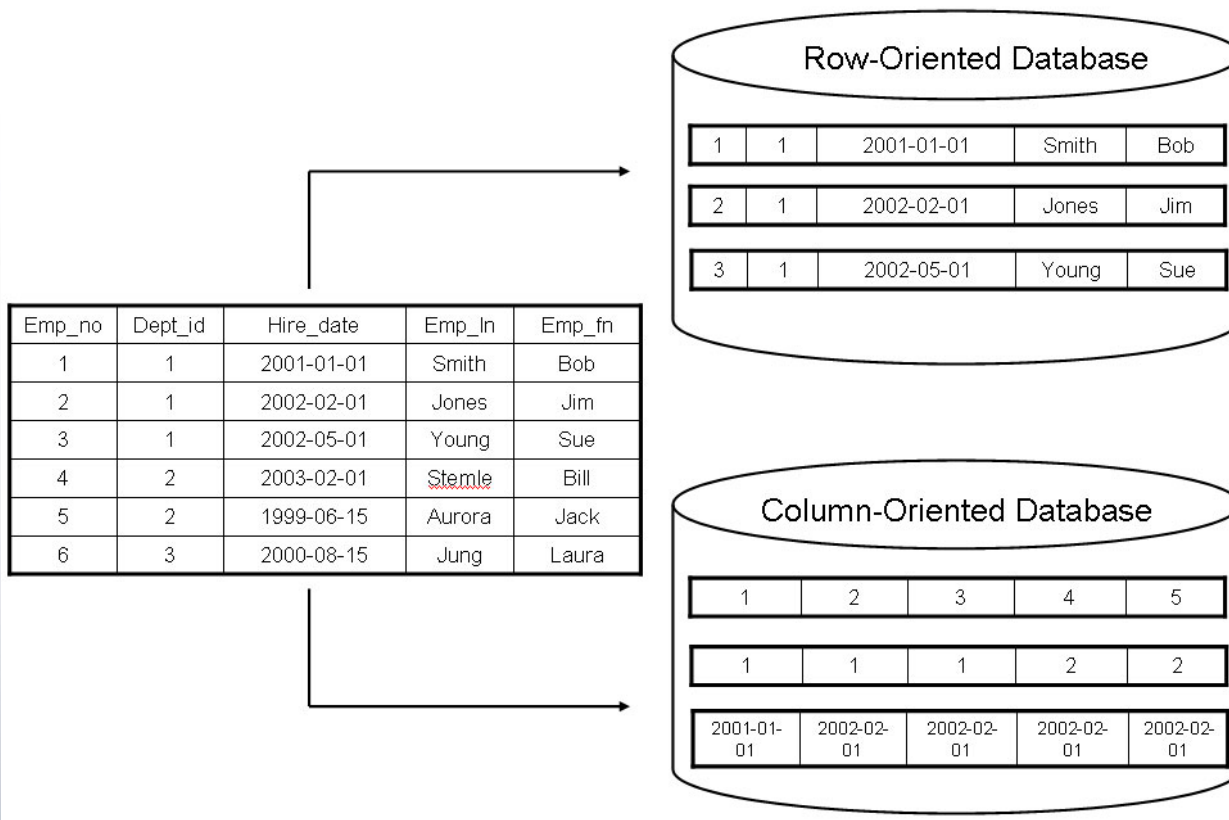 Row-Oriented Database
1 1 2001-01-01 Smith Bob
2 1 2002-02-01 Jones Jim
3 1 2002-05-01 Young Sue
Emp_no Dept_id Hire_date Emp_ln Emp_fn
1 1 2001-01-01 Smith Bob
2 1 2002-02-01 Jones Jim
3 1 2002-05-01 Young Sue
4 2 2003-02-01 Stemle Bill
5 2 1999-06-15 Aurora Jack
6 3 2000-08-15 Jung Laura
Column-Oriented Database
1 2 3 4 5
1 1 1 2 2
2001-01- 2002-02- 2002-02- 2002-02- 2002-02-
01 01 01 01 01